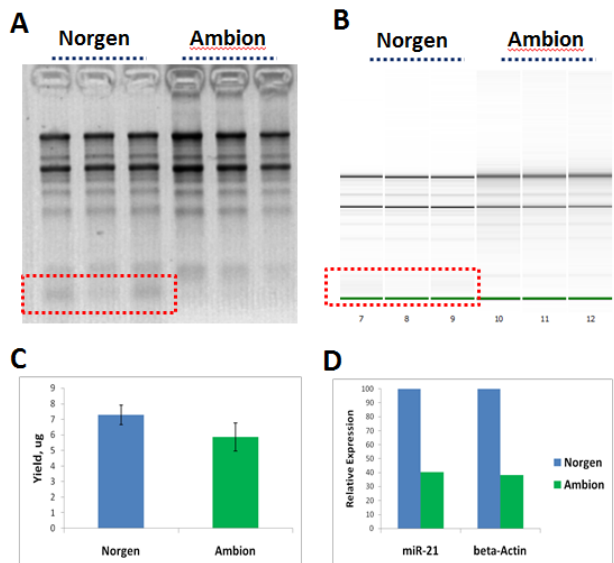 A
Norgen
Ambion
B
Norgen
Ambion
7 8 9 10 11 12
C
9
8
7
6
5
4
3
2
1
0
Yield, ug
Norgen
Ambion
D
100
90
80
70
60
50
40
30
20
10
0
Relative Expression
miR-21
beta-Actin
Norgen
Ambion